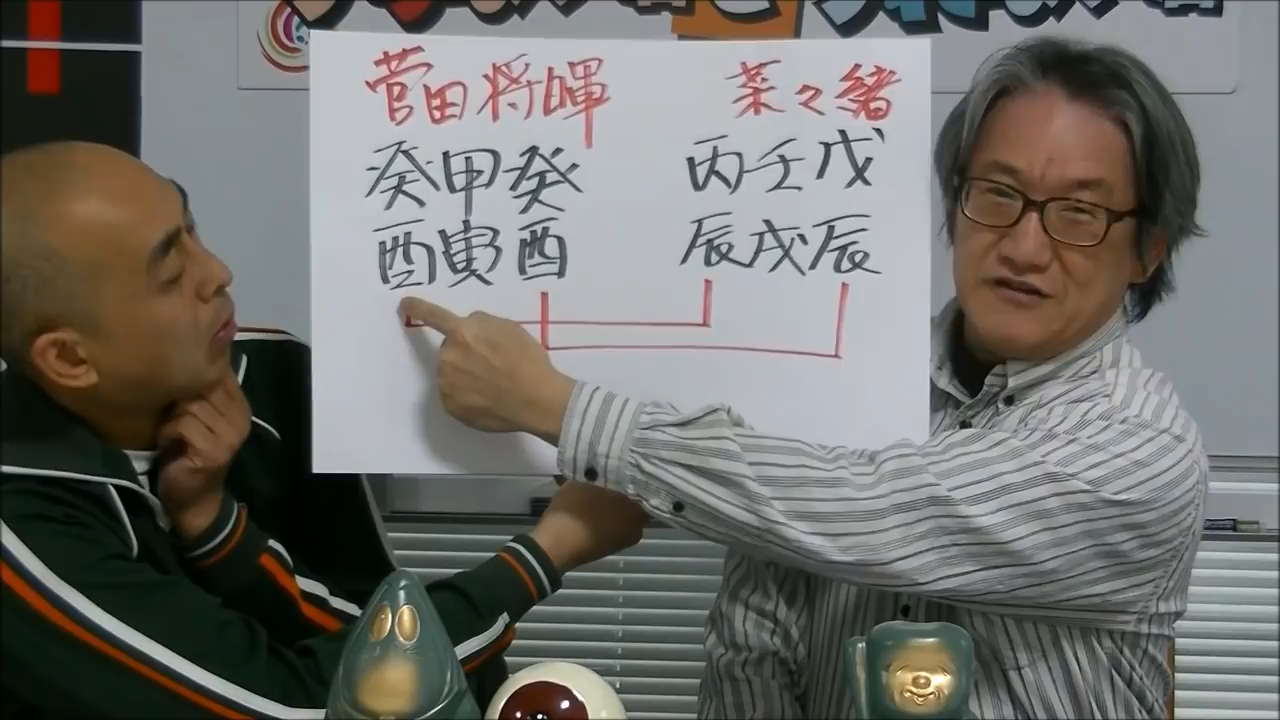 菅田将暉 菜々緒
癸甲癸 丙壬戊
酉寅酉 辰戌辰